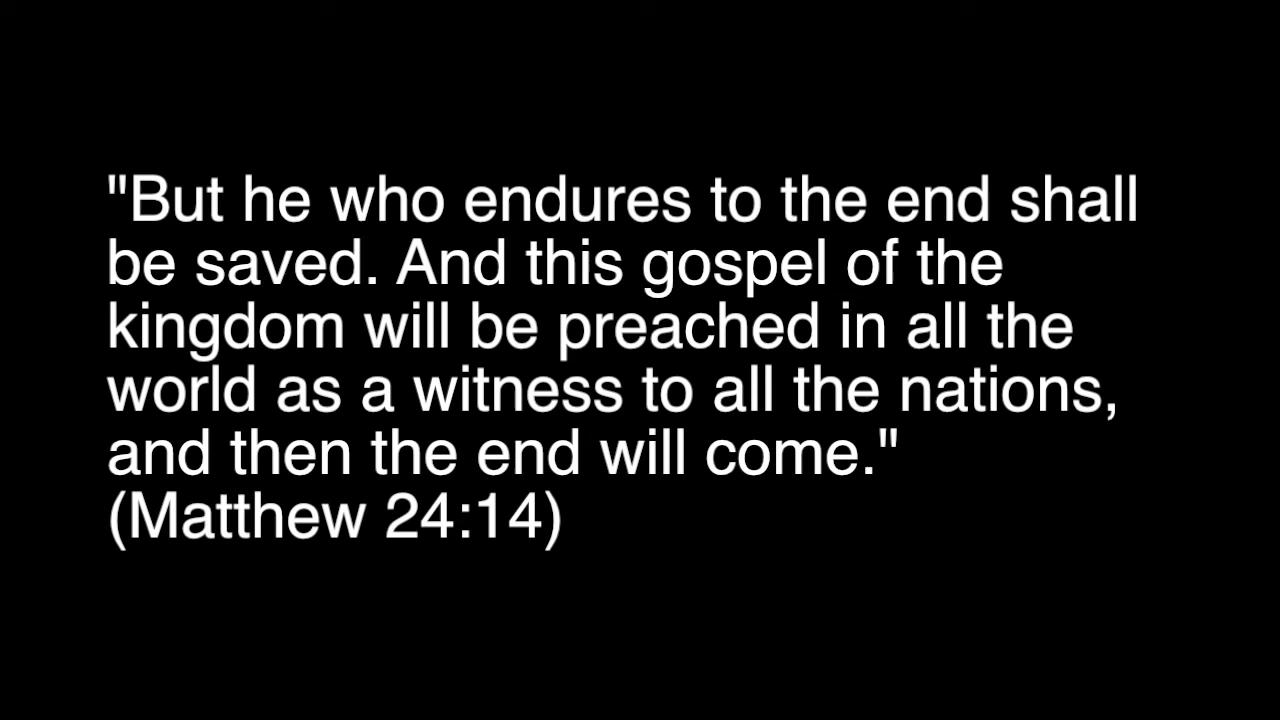 "But he who endures to the end shall
be saved. And this gospel of the
kingdom will be preached in all the
world as a witness to all the nations,
and then the end will come."
(Matthew 24:14)